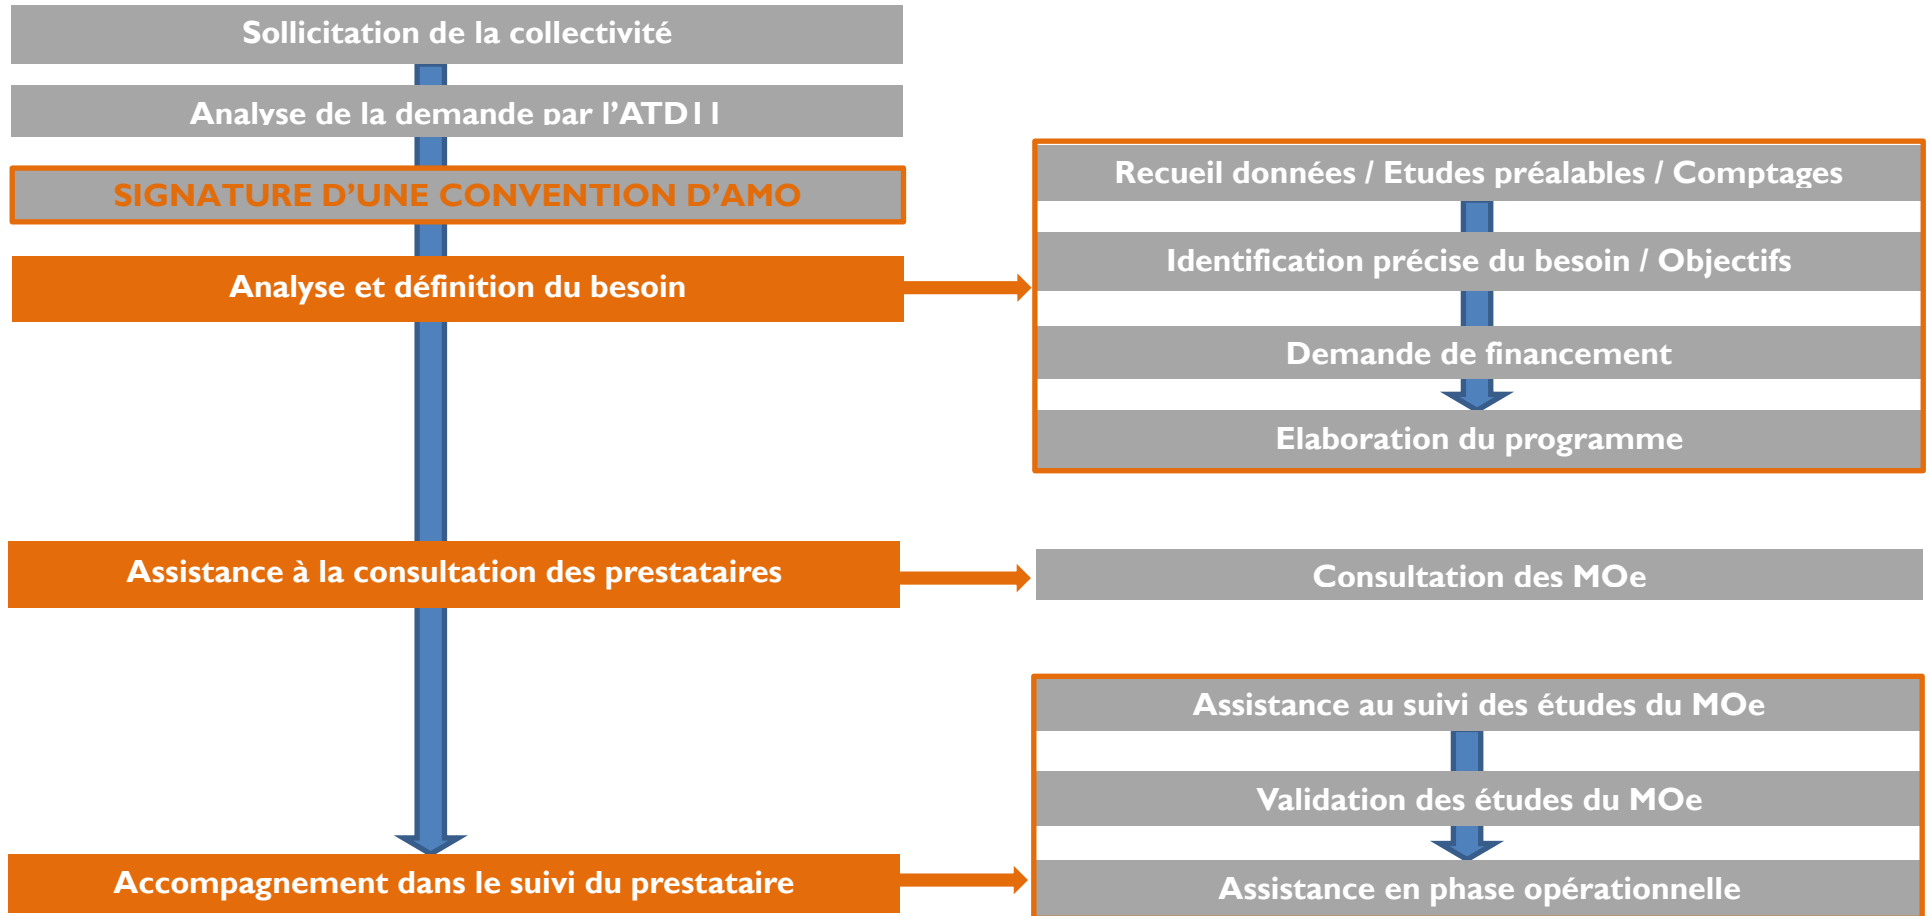 Sollicitation de la collectivité
Analyse de la demande par l'ATD11
SIGNATURE D'UNE CONVENTION D'AMO
Analyse et définition du besoin
Recueil données / Etudes préalables / Comptages
Identification précise du besoin / Objectifs
Demande de financement
Elaboration du programme
Assistance à la consultation des prestataires
Consultation des MOe
Accompagnement dans le suivi du prestataire
Assistance au suivi des études du MOe
Validation des études du MOe
Assistance en phase opérationnelle